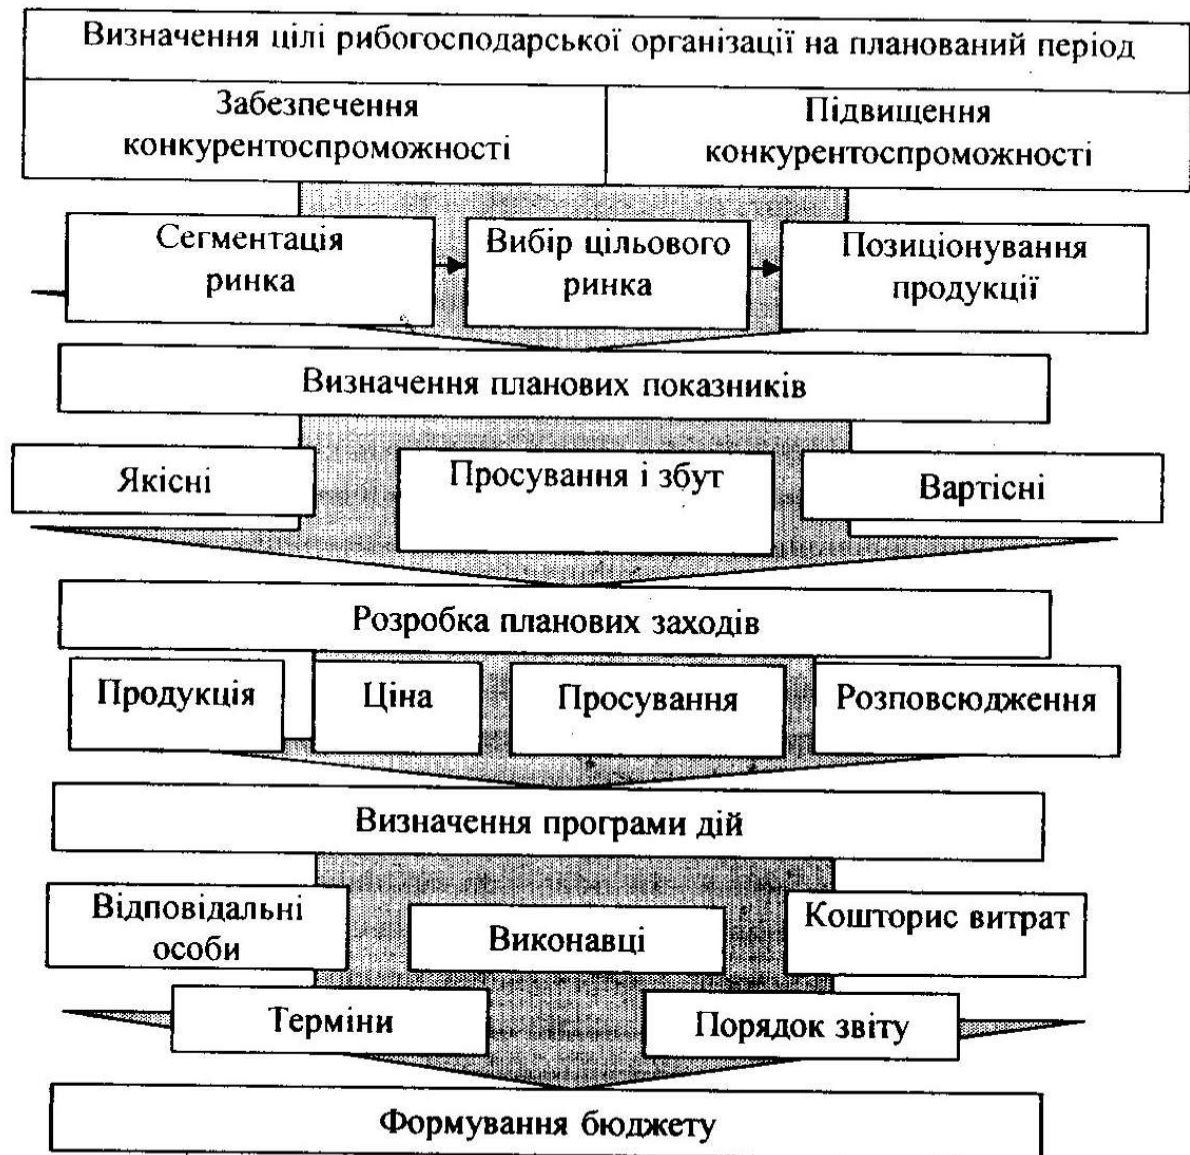 Визначення цілі рибогосподарської організації на планований період
Забезпечення
конкурентоспроможності
Підвищення
конкурентоспроможності
Сегментація
ринка
Вибір цільового
ринка
Позиціонування
продукції
Визначення планових показників
Якісні
Просування і збут
Вартісні
Розробка планових заходів
Продукція
Ціна
Просування
Розповсюдження
Визначення програми дій
Відповідальні
особи
Виконавці
Кошторис витрат
Терміни
Порядок звіту
Формування бюджету